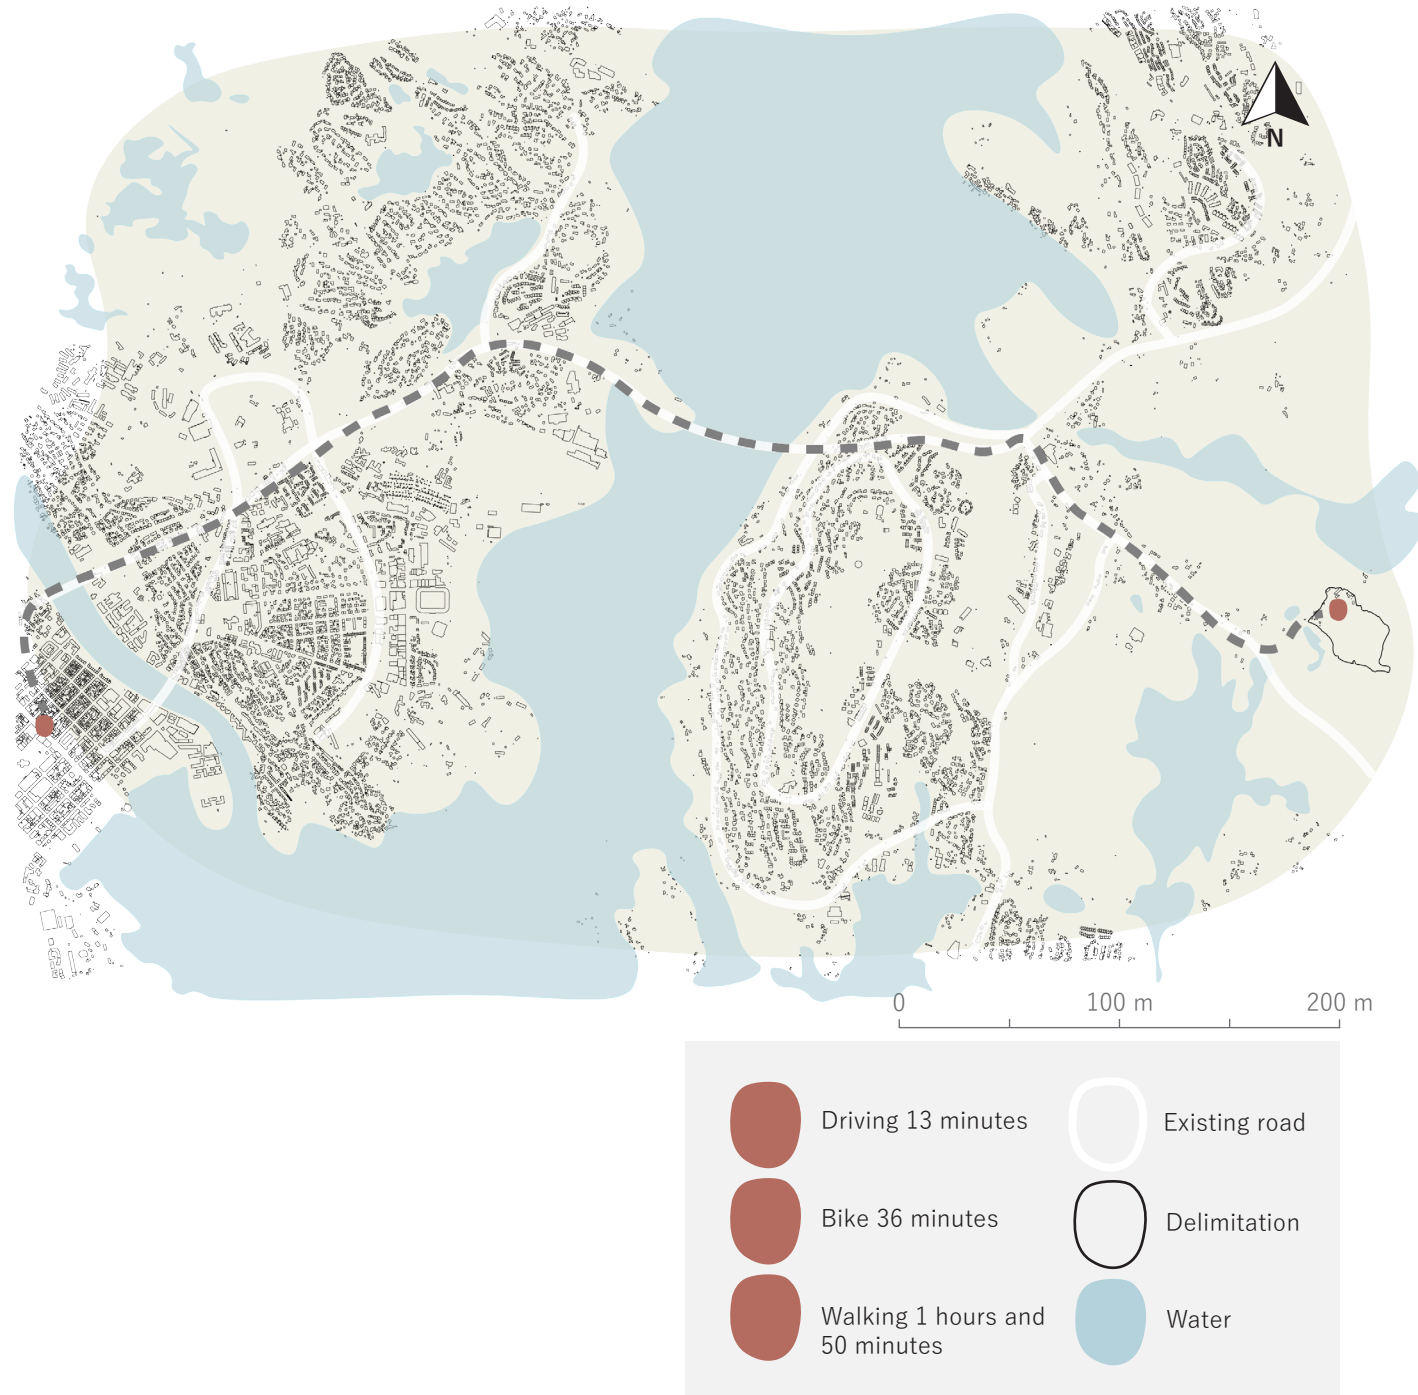 N
0
100 m
200 m
Driving 13 minutes
Existing road
Bike 36 minutes
Delimitation
Walking 1 hours and
50 minutes
Water